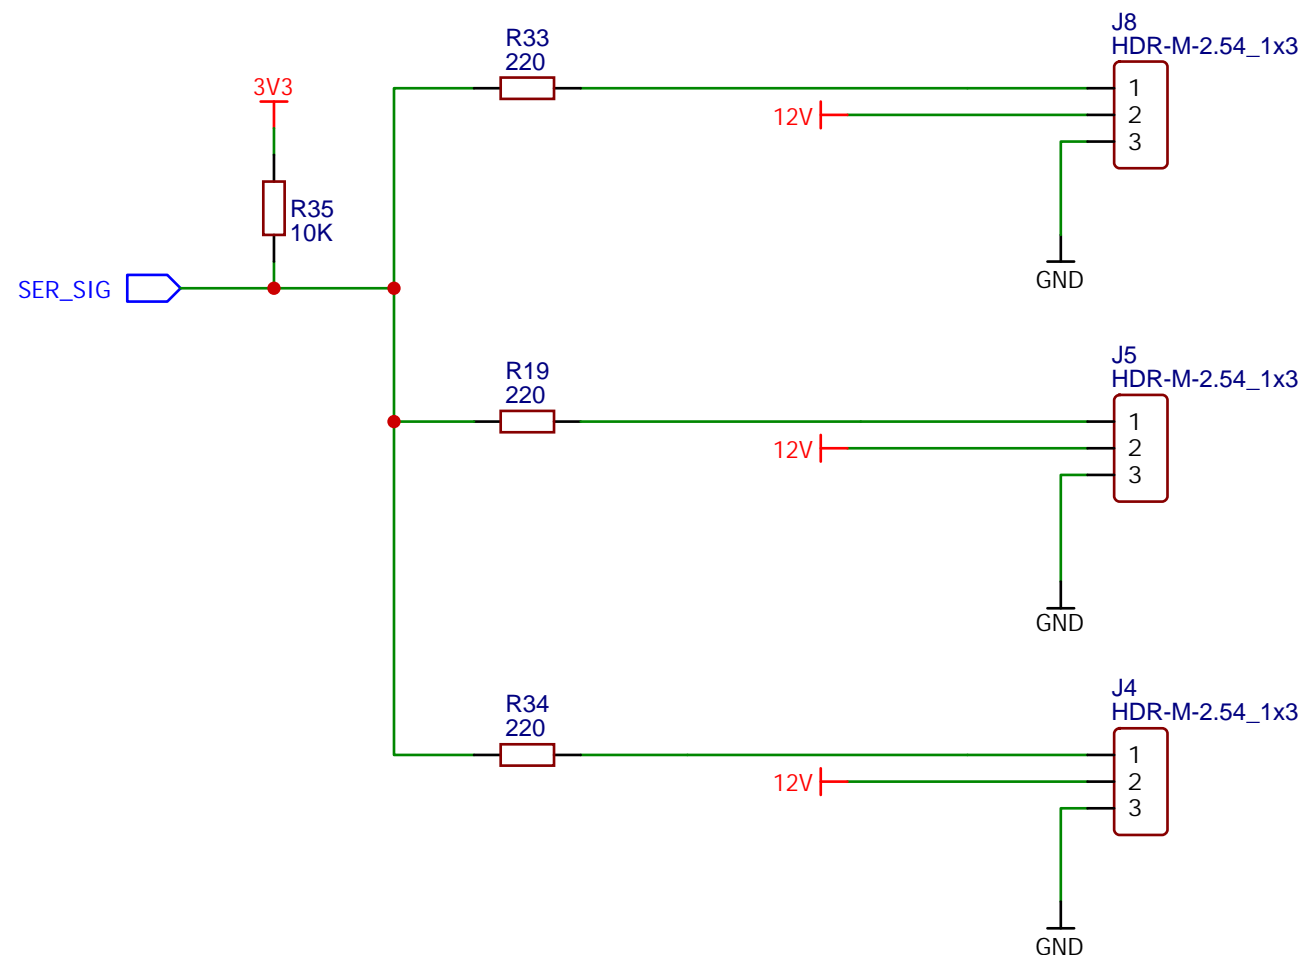 J8
HDR-M-2.54_1x3
R33
220
3V3
12V
1
2
3
R35
10K
GND
SER_SIG
J5
HDR-M-2.54_1x3
R19
220
12V
1
2
3
GND
J4
HDR-M-2.54_1x3
R34
220
12V
1
2
3
GND